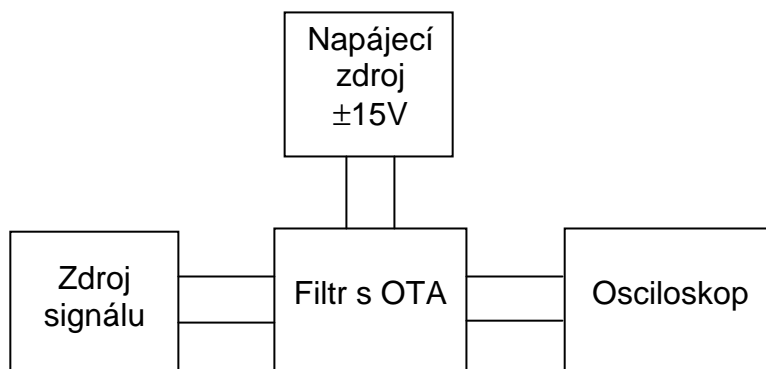 Napájecí
zdroj
±15V
Zdroj
signálu
Filtr s OTA
Osciloskop